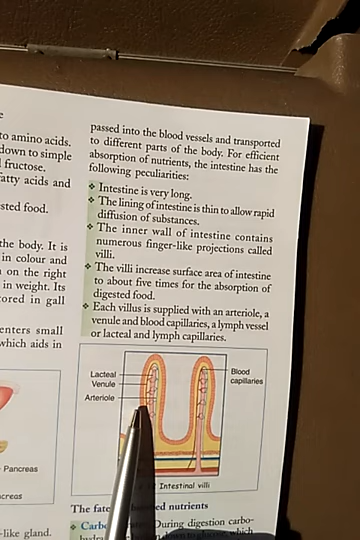 to amino acids.
down to simple
fructose.
fatty acids and
sted food.
the body. It is
in colour and
on the right
in weight. Its
ored in gall
enters small
which aids in
Pancreas
creas
-like gland.
passed into the blood vessels and transported
to different parts of the body. For efficient
absorption of nutrients, the intestine has the
following peculiarities:
❖ Intestine is very long.
❖ The lining of intestine is thin to allow rapid
diffusion of substances.
❖ The inner wall of intestine contains
numerous finger-like projections called
villi.
❖ The villi increase surface area of intestine
to about five times for the absorption of
digested food.
❖ Each villus is supplied with an arteriole, a
venule and blood capillaries, a lymph vessel
or lacteal and lymph capillaries.
Lacteal
Venule
Arteriole
Blood
capillaries
Intestinal villi
The fate nutrients
During digestion carbo-